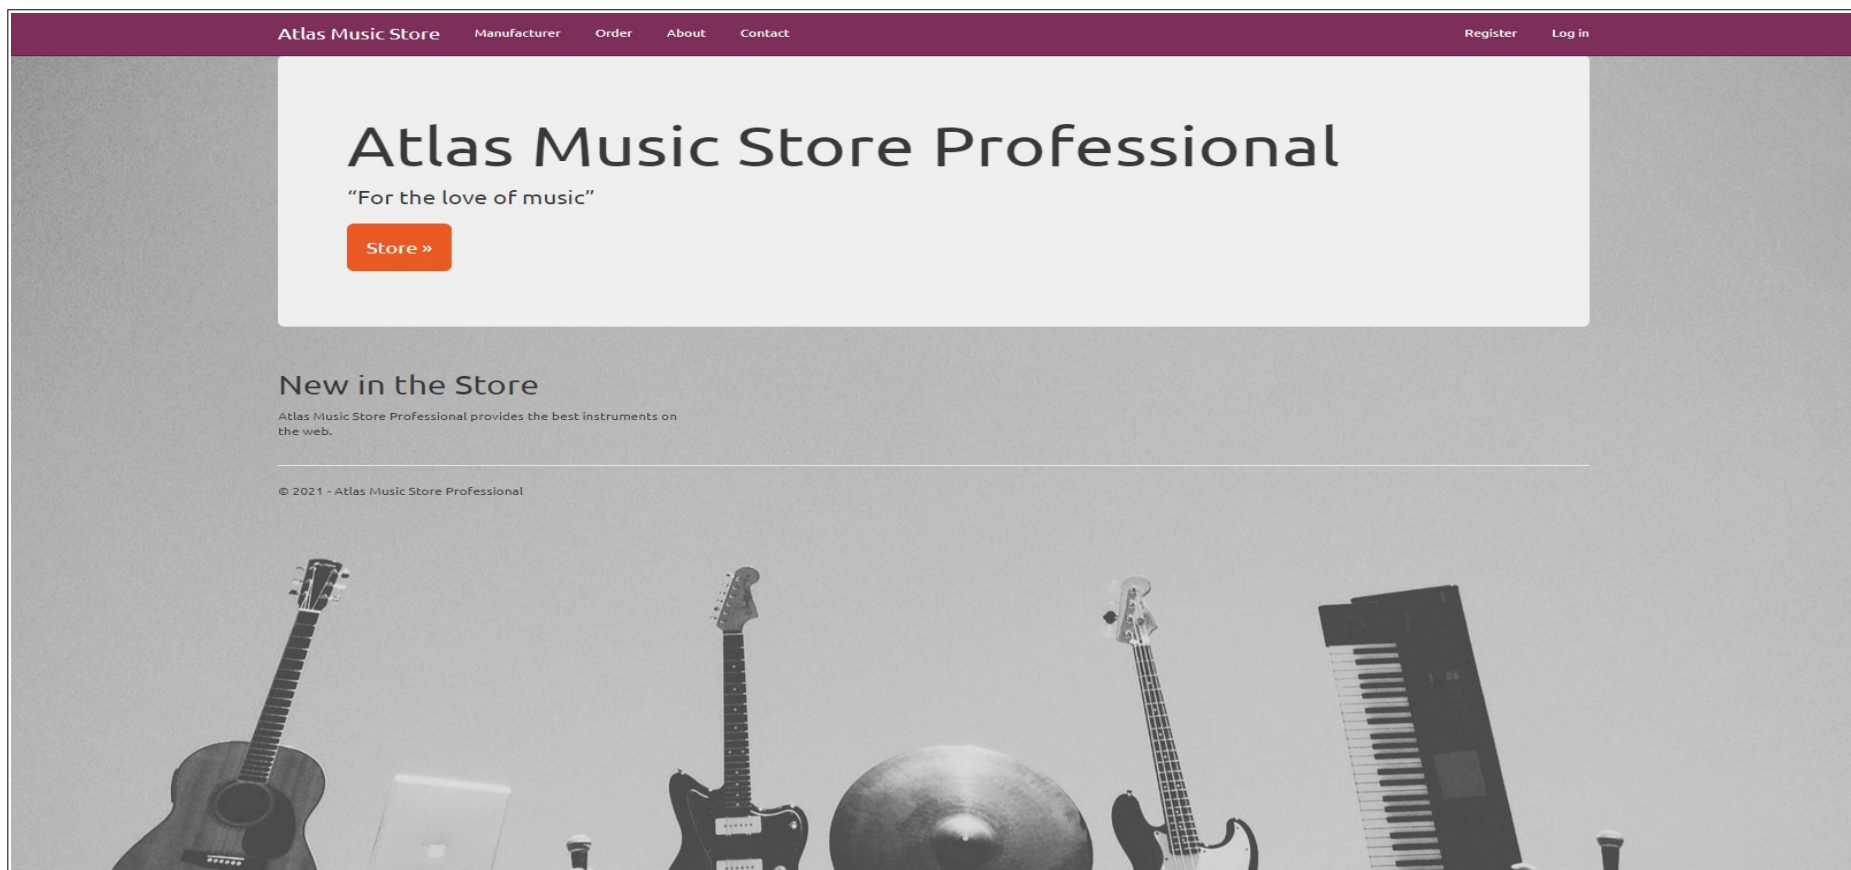 Atlas Music Store Manufacturer Order About Contact Register Log in
Atlas Music Store Professional
“For the love of music”
Store »
New in the Store
Atlas Music Store Professional provides the best instruments on
the web.
© 2021 - Atlas Music Store Professional